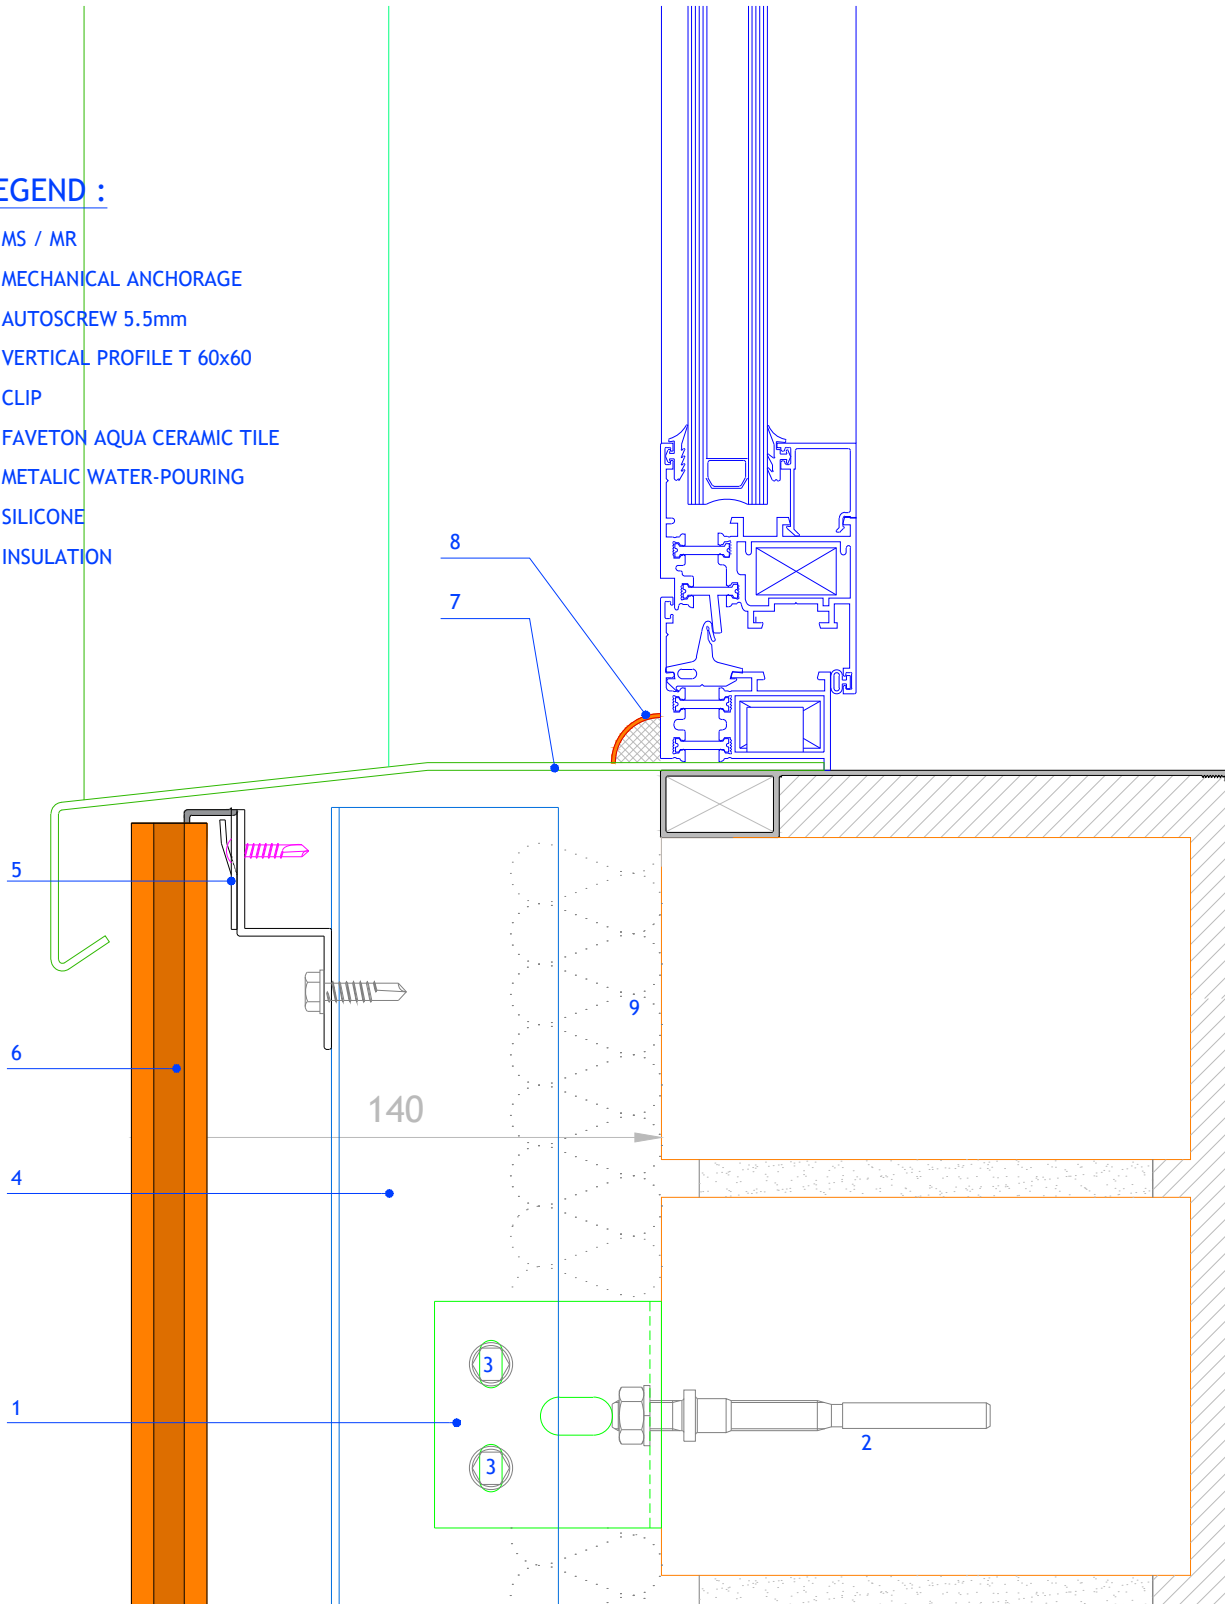 EGEND :
MS / MR
MECHANICAL ANCHORAGE
AUTOSCREW 5.5mm
VERTICAL PROFILE T 60x60
CLIP
FAVETON AQUA CERAMIC TILE
METALIC WATER-POURING
SILICONE
INSULATION
8
7
5
9
6
140
4
3
1
2
3